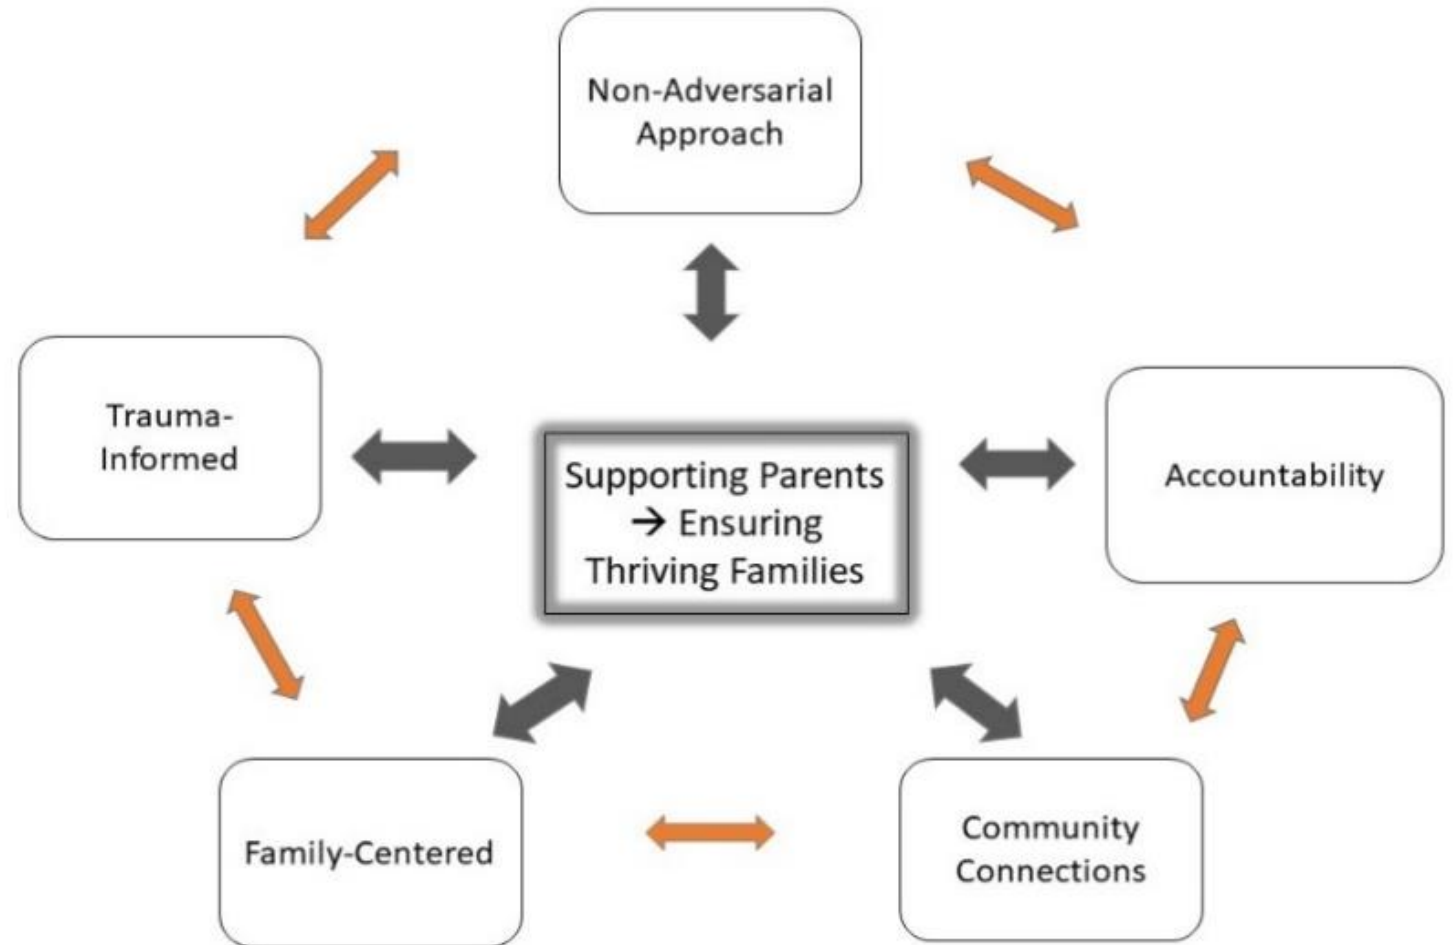 Non-Adversarial
Approach
Trauma-
Informed
Supporting Parents
→ Ensuring
Thriving Families
Accountability
Family-Centered
Community
Connections